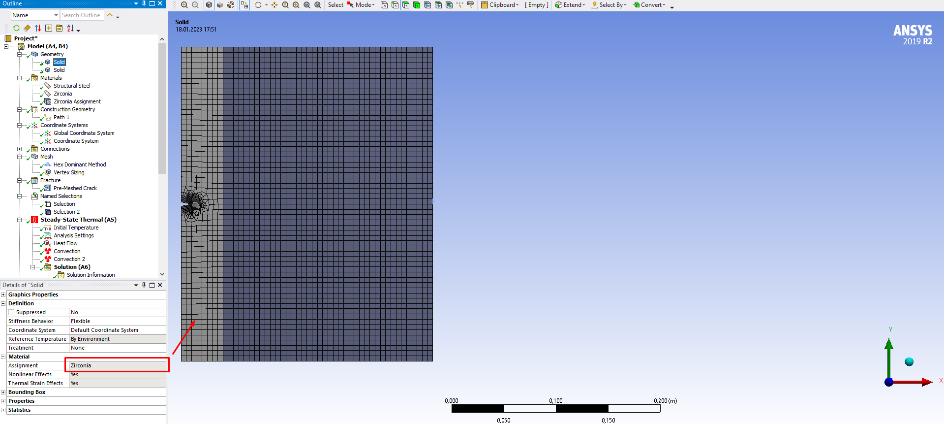 Outline
Name
Search Outline
Select
Mode
Clipboard
[ Empty ]
Extend
Select By
Convert
Project*
Model (A4, B4)
Geometry
Solid
Solid
Materials
Structural Steel
Zirconia
Zirconia Assignment
Construction Geometry
Path 1
Coordinate Systems
Global Coordinate System
Coordinate System
Connections
Mesh
Hex Dominant Method
Vertex Sizing
Fracture
Pre-Meshed Crack
Named Selections
Selection
Selection 2
Steady-State Thermal (A5)
Initial Temperature
Analysis Settings
Heat Flow
Convection
Convection 2
Solution (A6)
Solution Information
Details of "Solid"
Graphics Properties
Definition
Suppressed No
Stiffness Behavior Flexible
Coordinate System Default Coordinate System
Reference Temperature By Environment
Treatment None
Material
Assignment Zirconia
Nonlinear Effects Yes
Thermal Strain Effects Yes
Bounding Box
Properties
Statistics
Solid
18.01.2023 17:51
ANSYS
2019 R2
0,000 0,100 0,200 (m)
0,050 0,150
Y
X